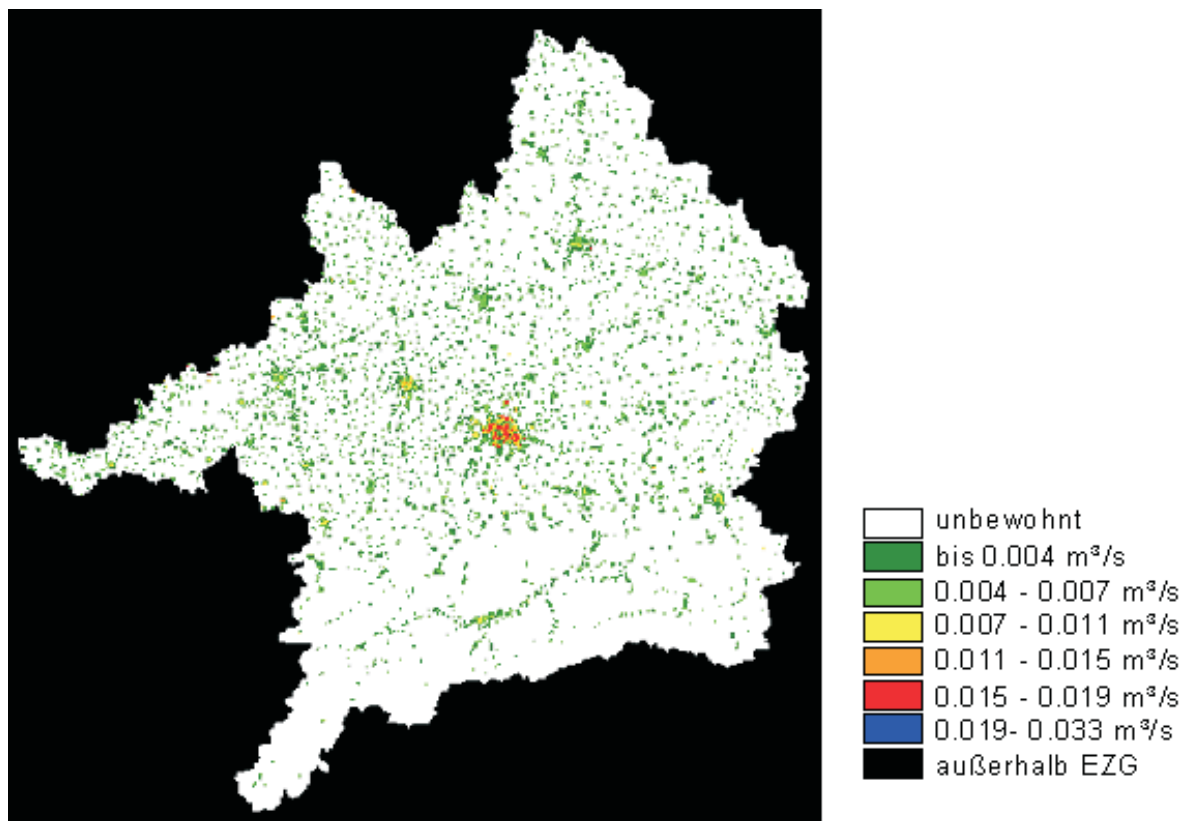 unbewohnt
bis 0.004 m³/s
0.004 - 0.007 m³/s
0.007 - 0.011 m³/s
0.011 - 0.015 m³/s
0.015 - 0.019 m³/s
0.019- 0.033 m³/s
außerhalb EZG